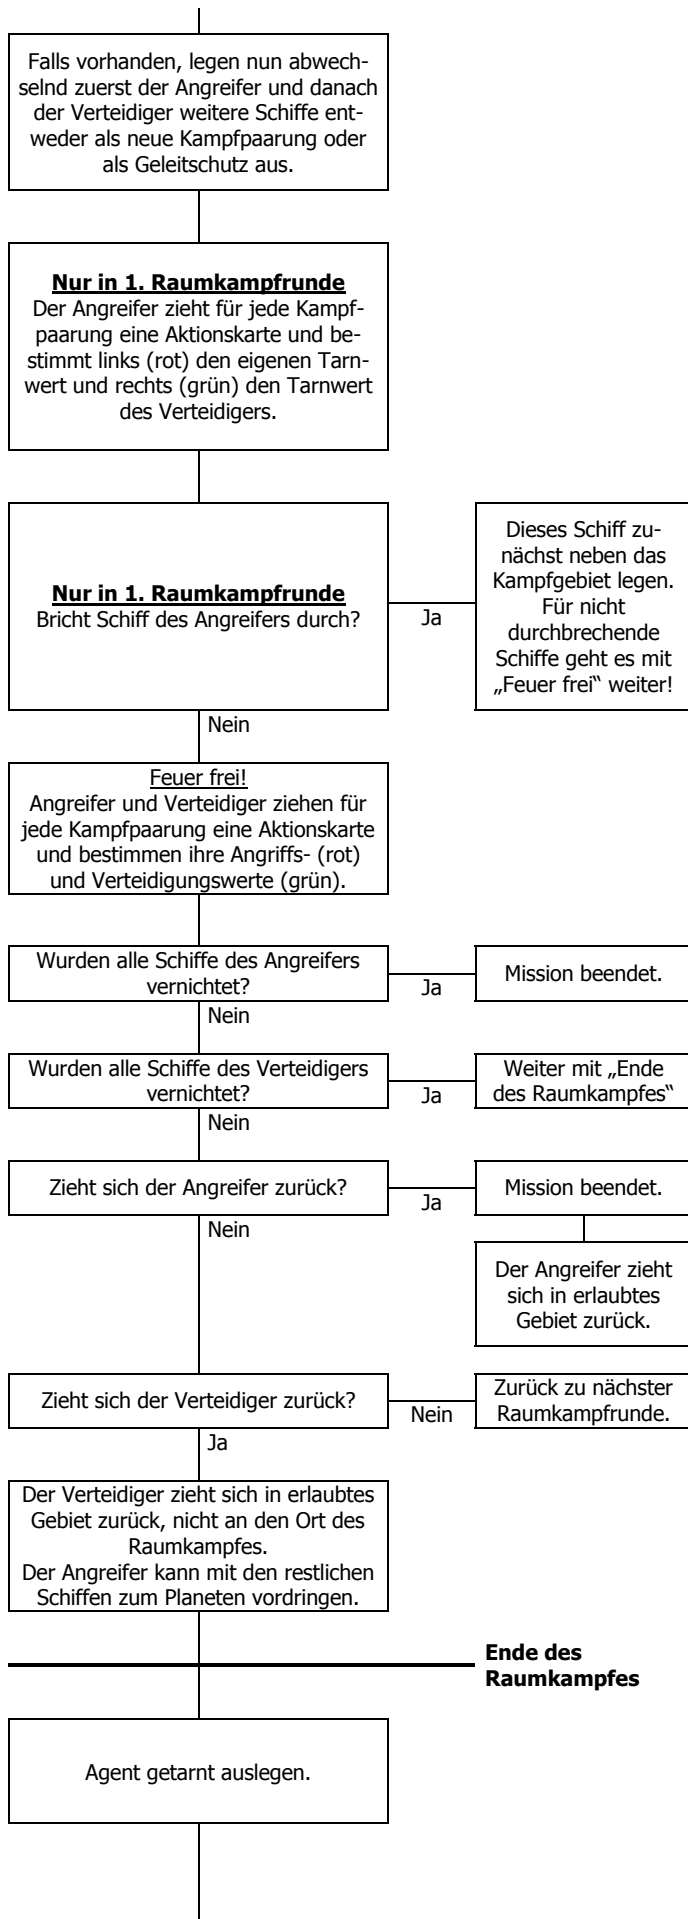 Falls vorhanden, legen nun abwech-
selnd zuerst der Angreifer und danach
der Verteidiger weitere Schiffe ent-
weder als neue Kampfpaarung oder
als Geleitschutz aus.
Nur in 1. Raumkampfrunde
Der Angreifer zieht für jede Kampf-
paarung eine Aktionskarte und be-
stimmt links (rot) den eigenen Tarn-
wert und rechts (grün) den Tarnwert
des Verteidigers.
Nur in 1. Raumkampfrunde
Bricht Schiff des Angreifers durch?
Ja
Dieses Schiff zu-
nächst neben das
Kampfgebiet legen.
Für nicht
durchbrechende
Schiffe geht es mit
„Feuer frei“ weiter!
Nein
Feuer frei!
Angreifer und Verteidiger ziehen für
jede Kampfpaarung eine Aktionskarte
und bestimmen ihre Angriffs- (rot)
und Verteidigungswerte (grün).
Wurden alle Schiffe des Angreifers
vernichtet?
Ja
Mission beendet.
Nein
Wurden alle Schiffe des Verteidigers
vernichtet?
Ja
Weiter mit „Ende
des Raumkampfes“
Nein
Zieht sich der Angreifer zurück?
Ja
Mission beendet.
Nein
Der Angreifer zieht
sich in erlaubtes
Gebiet zurück.
Zieht sich der Verteidiger zurück?
Nein
Zurück zu nächster
Raumkampfrunde.
Ja
Der Verteidiger zieht sich in erlaubtes
Gebiet zurück, nicht an den Ort des
Raumkampfes.
Der Angreifer kann mit den restlichen
Schiffen zum Planeten vordringen.
Ende des
Raumkampfes
Agent getarnt auslegen.